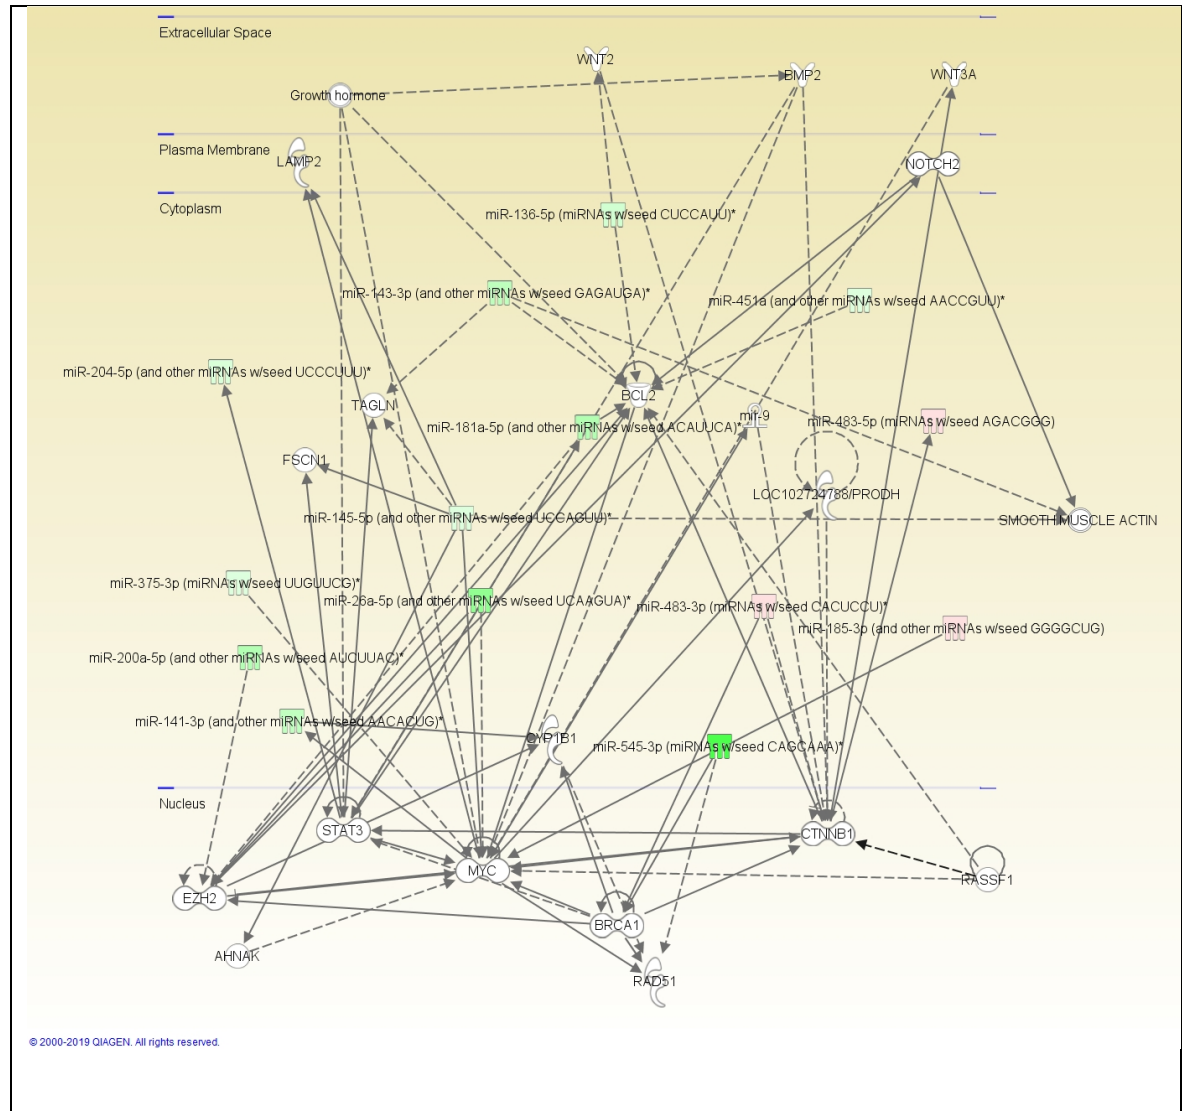 Extracellular Space
WNT2
BMP2
WNT3A
Growth hormone
Plasma Membrane
LAMP2
NOTCH2
Cytoplasm
miR-136-5p (miRNAs w/seed CUCCAUU)*
miR-143-3p (and other miRNAs w/seed GAGAUGA)*
miR-451a (and other miRNAs w/seed AACCGUU)*
miR-204-5p (and other miRNAs w/seed UCCCUUU)*
BCL2
TAGLN
mir-9
miR-483-5p (miRNAs w/seed AGACGGG)
miR-181a-5p (and other miRNAs w/seed ACAUUCA)*
FSCN1
LOC102724788/PRODH
miR-145-5p (and other miRNAs w/seed UCCAGUU)*
SMOOTH MUSCLE ACTIN
miR-375-3p (miRNAs w/seed UUGUUCG)*
miR-26a-5p (and other miRNAs w/seed UCAAGUA)*
miR-483-3p (miRNAs w/seed CACUCCU)*
miR-185-3p (and other miRNAs w/seed GGGGCUG)
miR-200a-5p (and other miRNAs w/seed AUCUUAC)*
miR-141-3p (and other miRNAs w/seed AACACUG)*
CYP1B1
miR-545-3p (miRNAs w/seed CAGCAAA)*
Nucleus
STAT3
CTNNB1
MYC
RASSF1
EZH2
BRCA1
AHNAK
RAD51
© 2000-2019 QIAGEN. All rights reserved.